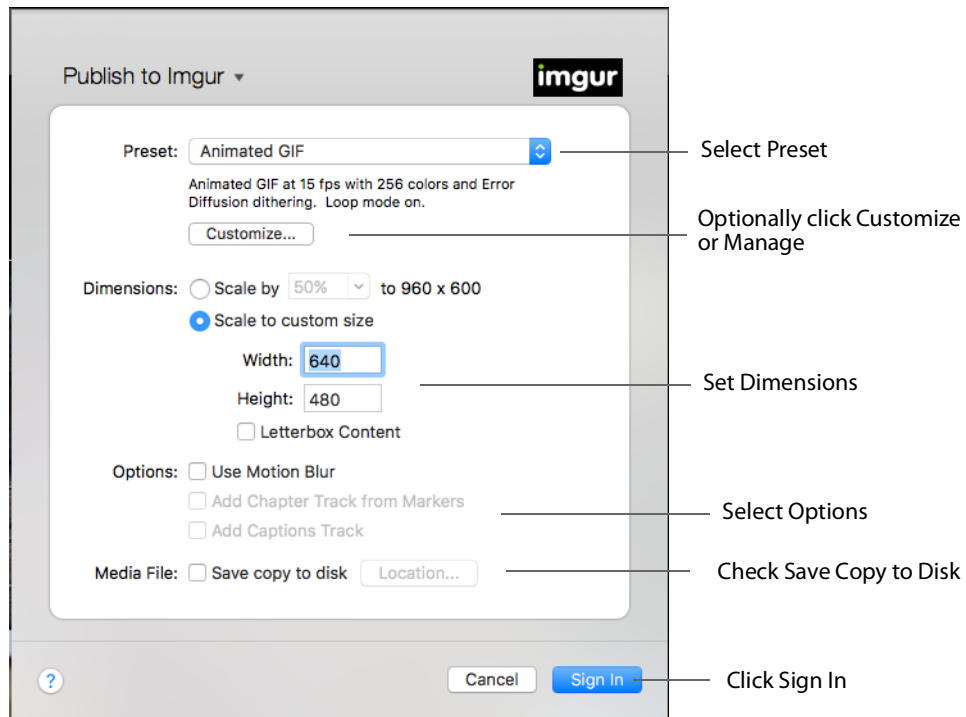 Publish to Imgur
imgur
Preset: Animated GIF
Select Preset
Animated GIF at 15 fps with 256 colors and Error
Diffusion dithering. Loop mode on.
Customize...
Optionally click Customize
or Manage
Dimensions: Scale by 50% to 960 x 600
Scale to custom size
Width: 640
Set Dimensions
Height: 480
Letterbox Content
Options: Use Motion Blur
Add Chapter Track from Markers
Select Options
Add Captions Track
Media File: Save copy to disk Location...
Check Save Copy to Disk
? Cancel Sign In
Click Sign In